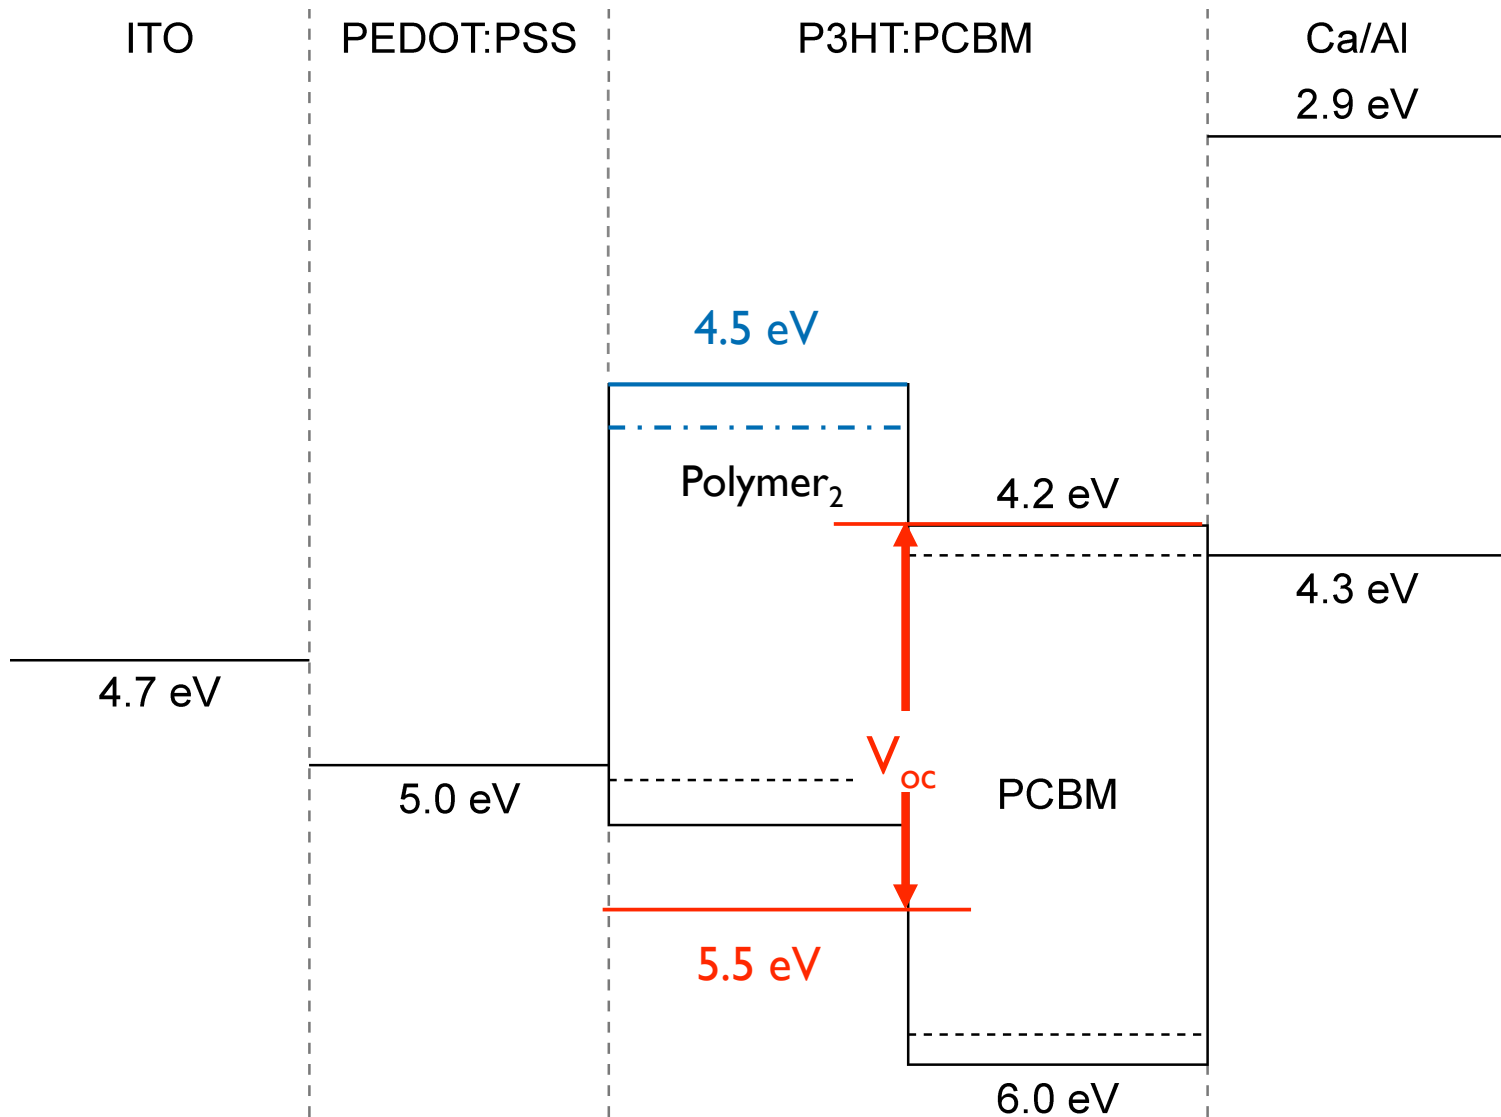 ITO PEDOT:PSS P3HT:PCBM Ca/Al
2.9 eV
4.5 eV
Polymer₂
4.2 eV
4.3 eV
4.7 eV
V_oc
5.0 eV
PCBM
5.5 eV
6.0 eV